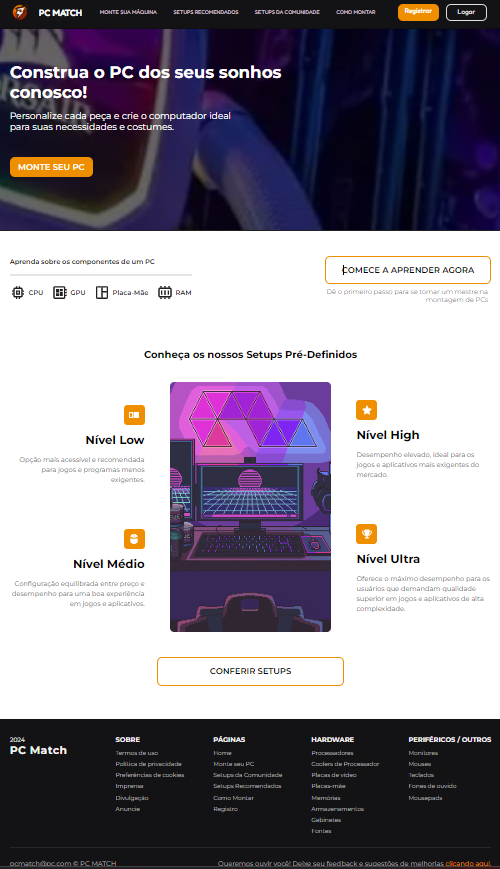 PC MATCH
MONTE SUA MÁQUINA
SETUPS RECOMENDADOS
SETUPS DA COMUNIDADE
COMO MONTAR
Registrar
Logar
Construa o PC dos seus sonhos
conosco!
Personalize cada peça e crie o computador ideal
para suas necessidades e costumes.
MONTE SEU PC
Aprenda sobre os componentes de um PC
CPU
GPU
Placa-Mãe
RAM
COMECE A APRENDER AGORA
Dê o primeiro passo para se tornar um mestre na
montagem de PCs
Conheça os nossos Setups Pré-Definidos
Nível Low
Opção mais acessível e recomendada
para jogos e programas menos
exigentes.
Nível Médio
Configuração equilibrada entre preço e
desempenho para uma boa experiência
em jogos e aplicativos.
Nível High
Desempenho elevado, ideal para os
jogos e aplicativos mais exigentes do
mercado.
Nível Ultra
Oferece o máximo desempenho para os
usuários que demandam qualidade
superior em jogos e aplicativos de alta
complexidade.
CONFERIR SETUPS
2024
PC Match
SOBRE
Termos de uso
Política de privacidade
Preferências de cookies
Imprensa
Divulgação
Anuncie
PÁGINAS
Home
Monte seu PC
Setups da Comunidade
Setups Recomendados
Como Montar
Registro
HARDWARE
Processadores
Coolers de Processador
Placas de vídeo
Placas-mãe
Memórias
Armazenamentos
Gabinetes
Fontes
PERIFÉRICOS / OUTROS
Monitores
Mouses
Teclados
Fones de ouvido
Mousepads
pcmatch@pc.com © PC MATCH
Queremos ouvir você! Deixe seu feedback e sugestões de melhorias clicando aqui.